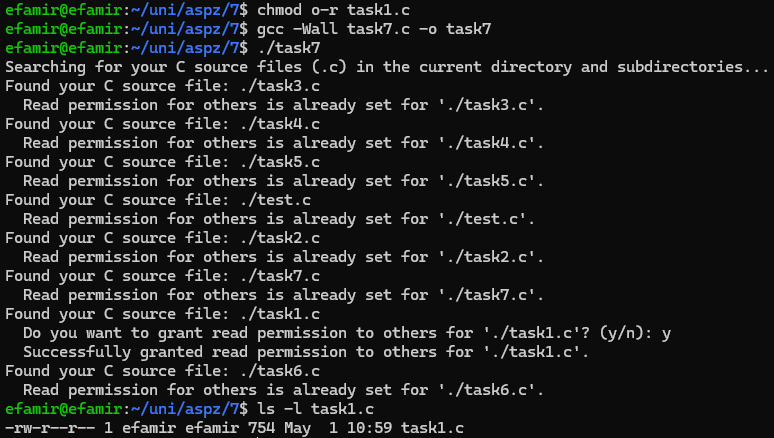 efamir@efamir:~/uni/aspz/7$ chmod o-r task1.c
efamir@efamir:~/uni/aspz/7$ gcc -Wall task7.c -o task7
efamir@efamir:~/uni/aspz/7$ ./task7
Searching for your C source files (.c) in the current directory and subdirectories...
Found your C source file: ./task3.c
  Read permission for others is already set for './task3.c'.
Found your C source file: ./task4.c
  Read permission for others is already set for './task4.c'.
Found your C source file: ./task5.c
  Read permission for others is already set for './task5.c'.
Found your C source file: ./test.c
  Read permission for others is already set for './test.c'.
Found your C source file: ./task2.c
  Read permission for others is already set for './task2.c'.
Found your C source file: ./task7.c
  Read permission for others is already set for './task7.c'.
Found your C source file: ./task1.c
  Do you want to grant read permission to others for './task1.c'? (y/n): y
  Successfully granted read permission to others for './task1.c'.
Found your C source file: ./task6.c
  Read permission for others is already set for './task6.c'.
efamir@efamir:~/uni/aspz/7$ ls -l task1.c
-rw-r--r-- 1 efamir efamir 754 May  1 10:59 task1.c